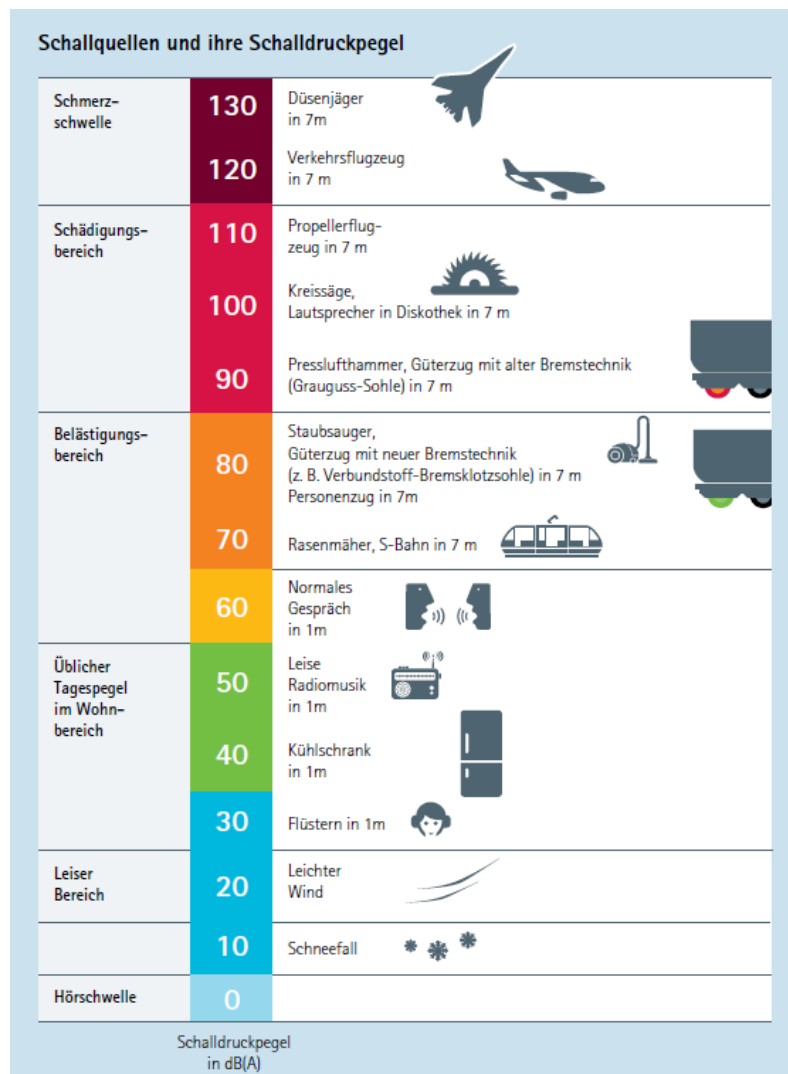 Schallquellen und ihre Schalldruckpegel
Schmerz-
schwelle
130
Düsenjäger
in 7m
120
Verkehrsflugzeug
in 7 m
Schädigungs-
bereich
110
Propellerflug-
zeug in 7 m
100
Kreissäge,
Lautsprecher in Diskothek in 7 m
90
Presslufthammer, Güterzug mit alter Bremstechnik
(Grauguss-Sohle) in 7 m
Belästigungs-
bereich
80
Staubsauger,
Güterzug mit neuer Bremstechnik
(z. B. Verbundstoff-Bremsklotzsohle) in 7 m
Personenzug in 7m
70
Rasenmäher, S-Bahn in 7 m
60
Normales
Gespräch
in 1m
Üblicher
Tagespegel
im Wohn-
bereich
50
Leise
Radiomusik
in 1m
40
Kühlschrank
in 1m
30
Flüstern in 1m
Leiser
Bereich
20
Leichter
Wind
10
Schneefall
Hörschwelle
0
Schalldruckpegel
in dB(A)